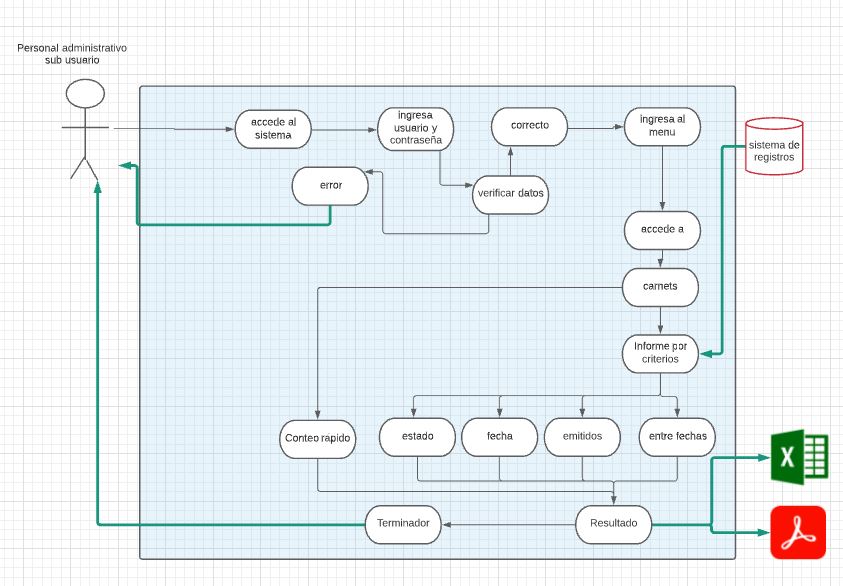 Personal administrativo
sub usuario
accede al
sistema
ingresa
usuario y
contraseña
correcto
ingresa al
menu
sistema de
registros
error
verificar datos
accede a
carnets
Informe por
criterios
Conteo rapido
estado
fecha
emitidos
entre fechas
X
Terminador
Resultado